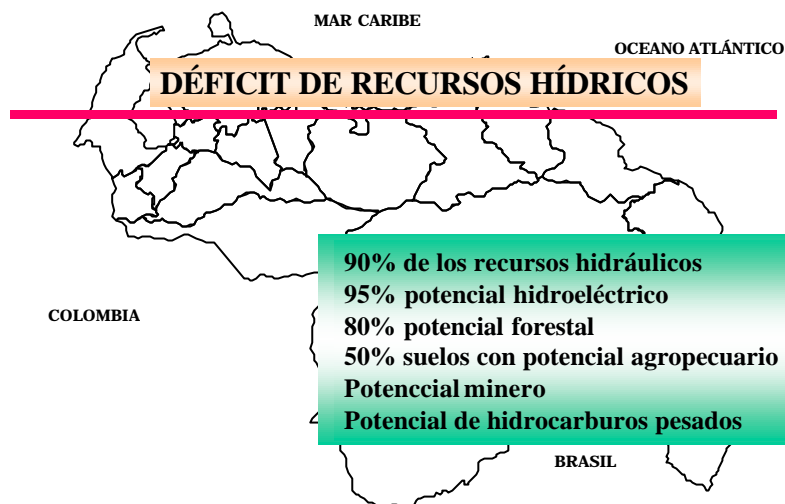 MAR CARIBE
OCEANO ATLÁNTICO
DÉFICIT DE RECURSOS HÍDRICOS
90% de los recursos hidráulicos
95% potencial hidroeléctrico
COLOMBIA
80% potencial forestal
50% suelos con potencial agropecuario
Potenccial minero
Potencial de hidrocarburos pesados
BRASIL